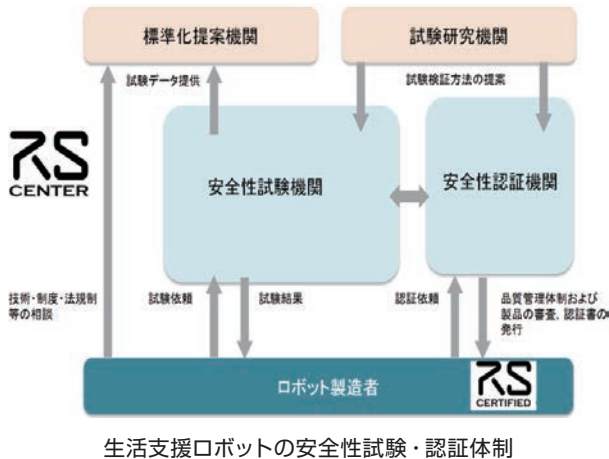 標準化提案機関
試験研究機関
試験データ提供
試験検証方法の提案
RS
CENTER
安全性試験機関
安全性認証機関
技術・制度・法規制
等の相談
試験依頼
試験結果
認証依頼
品質管理体制および
製品の審査、認証書の
発行
ロボット製造者
RS
CERTIFIED
生活支援ロボットの安全性試験・認証体制